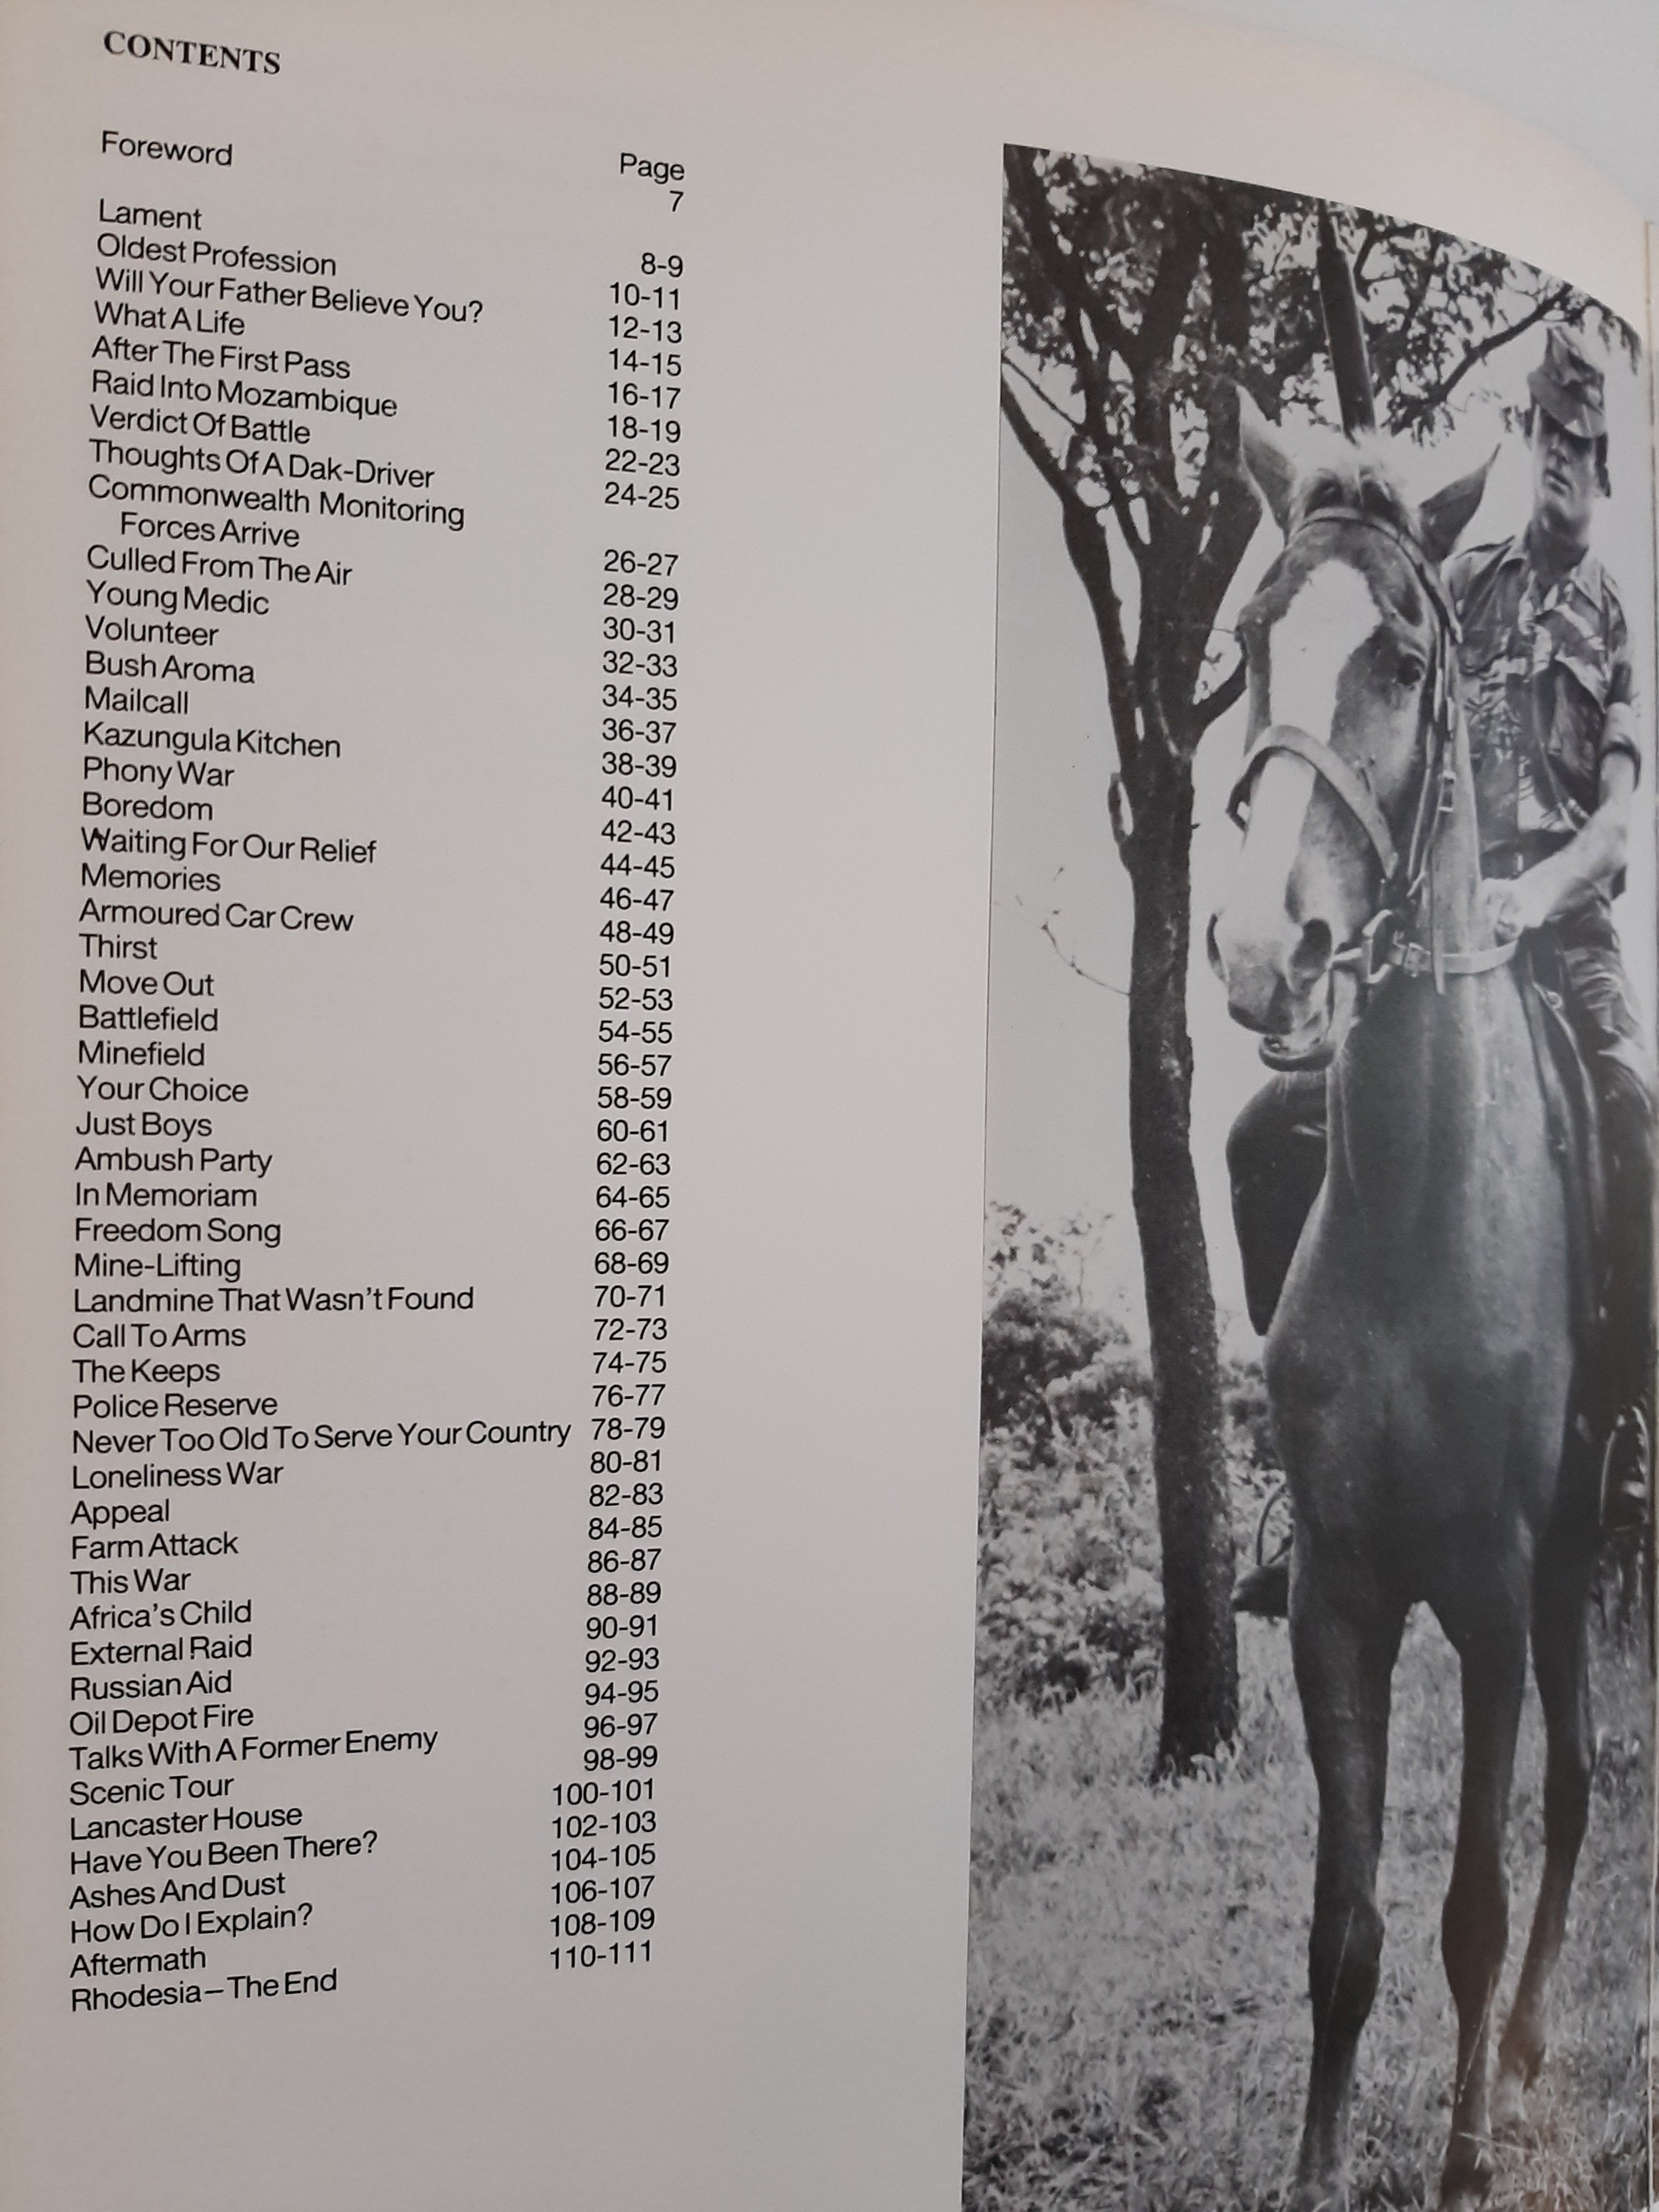 CONTENTS
Page
Foreword 7
Lament 8-9
Oldest Profession 10-11
Will Your Father Believe You? 12-13
What A Life 14-15
After The First Pass 16-17
Raid Into Mozambique 18-19
Verdict Of Battle 22-23
Thoughts Of A Dak-Driver 24-25
Commonwealth Monitoring
Forces Arrive 26-27
Culled From The Air 28-29
Young Medic 30-31
Volunteer 32-33
Bush Aroma 34-35
Mailcall 36-37
Kazungula Kitchen 38-39
Phony War 40-41
Boredom 42-43
Waiting For Our Relief 44-45
Memories 46-47
Armoured Car Crew 48-49
Thirst 50-51
Move Out 52-53
Battlefield 54-55
Minefield 56-57
Your Choice 58-59
Just Boys 60-61
Ambush Party 62-63
In Memoriam 64-65
Freedom Song 66-67
Mine-Lifting 68-69
Landmine That Wasn't Found 70-71
Call To Arms 72-73
The Keeps 74-75
Police Reserve 76-77
Never Too Old To Serve Your Country 78-79
Loneliness War 80-81
Appeal 82-83
Farm Attack 84-85
This War 86-87
Africa's Child 88-89
External Raid 90-91
Russian Aid 92-93
Oil Depot Fire 94-95
Talks With A Former Enemy 96-97
Scenic Tour 98-99
Lancaster House 100-101
Have You Been There? 102-103
Ashes And Dust 104-105
How Do I Explain? 106-107
Aftermath 108-109
Rhodesia–The End 110-111